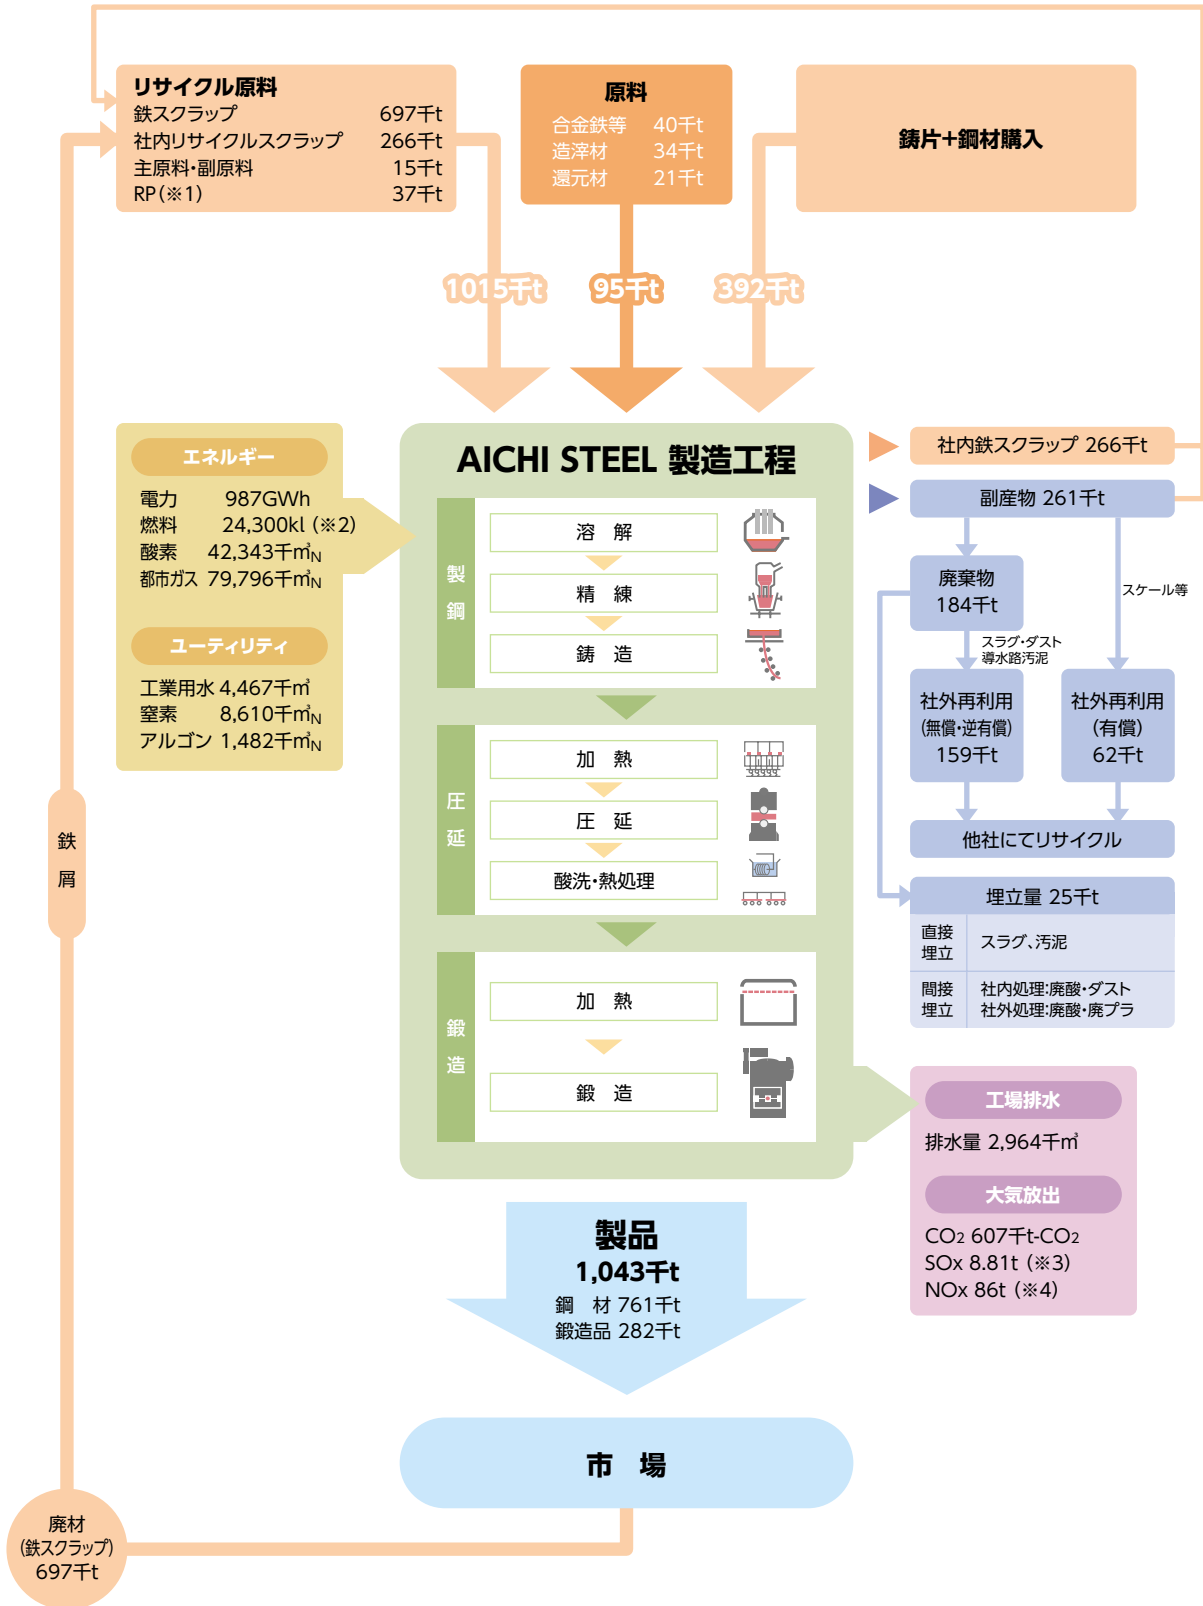 リサイクル原料
鉄スクラップ 697千t
社内リサイクルスクラップ 266千t
主原料・副原料 15千t
RP(※1) 37千t
原料
合金鉄等 40千t
造滓材 34千t
還元材 21千t
鋳片+鋼材購入
1015千t
95千t
392千t
エネルギー
電力 987GWh
燃料 24,300kl (※2)
酸素 42,343千㎥N
都市ガス 79,796千㎥N
ユーティリティ
工業用水 4,467千㎥
窒素 8,610千㎥N
アルゴン 1,482千㎥N
AICHI STEEL 製造工程
製鋼
溶 解
精 練
鋳 造
圧延
加 熱
圧 延
酸洗・熱処理
鍛造
加 熱
鍛 造
社内鉄スクラップ 266千t
副産物 261千t
廃棄物
184千t
スケール等
スラグ・ダスト
導水路汚泥
社外再利用
(無償・逆有償)
159千t
社外再利用
(有償)
62千t
他社にてリサイクル
埋立量 25千t
直接
埋立
スラグ、汚泥
間接
埋立
社内処理:廃酸・ダスト
社外処理:廃酸・廃プラ
工場排水
排水量 2,964千㎥
大気放出
CO2 607千t-CO2
SOx 8.81t (※3)
NOx 86t (※4)
製品
1,043千t
鋼 材 761千t
鍛造品 282千t
市 場
鉄屑
廃材
(鉄スクラップ)
697千t